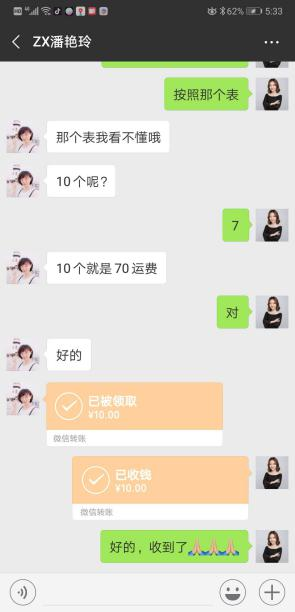 HD 46 62% 5:33
ZX潘艳玲
按照那个表
那个表我看不懂哦
10个呢?
7
10个就是70运费
对
好的
已被领取
¥10.00
微信转账
已收钱
¥10.00
微信转账
好的，收到了🙏🙏🙏